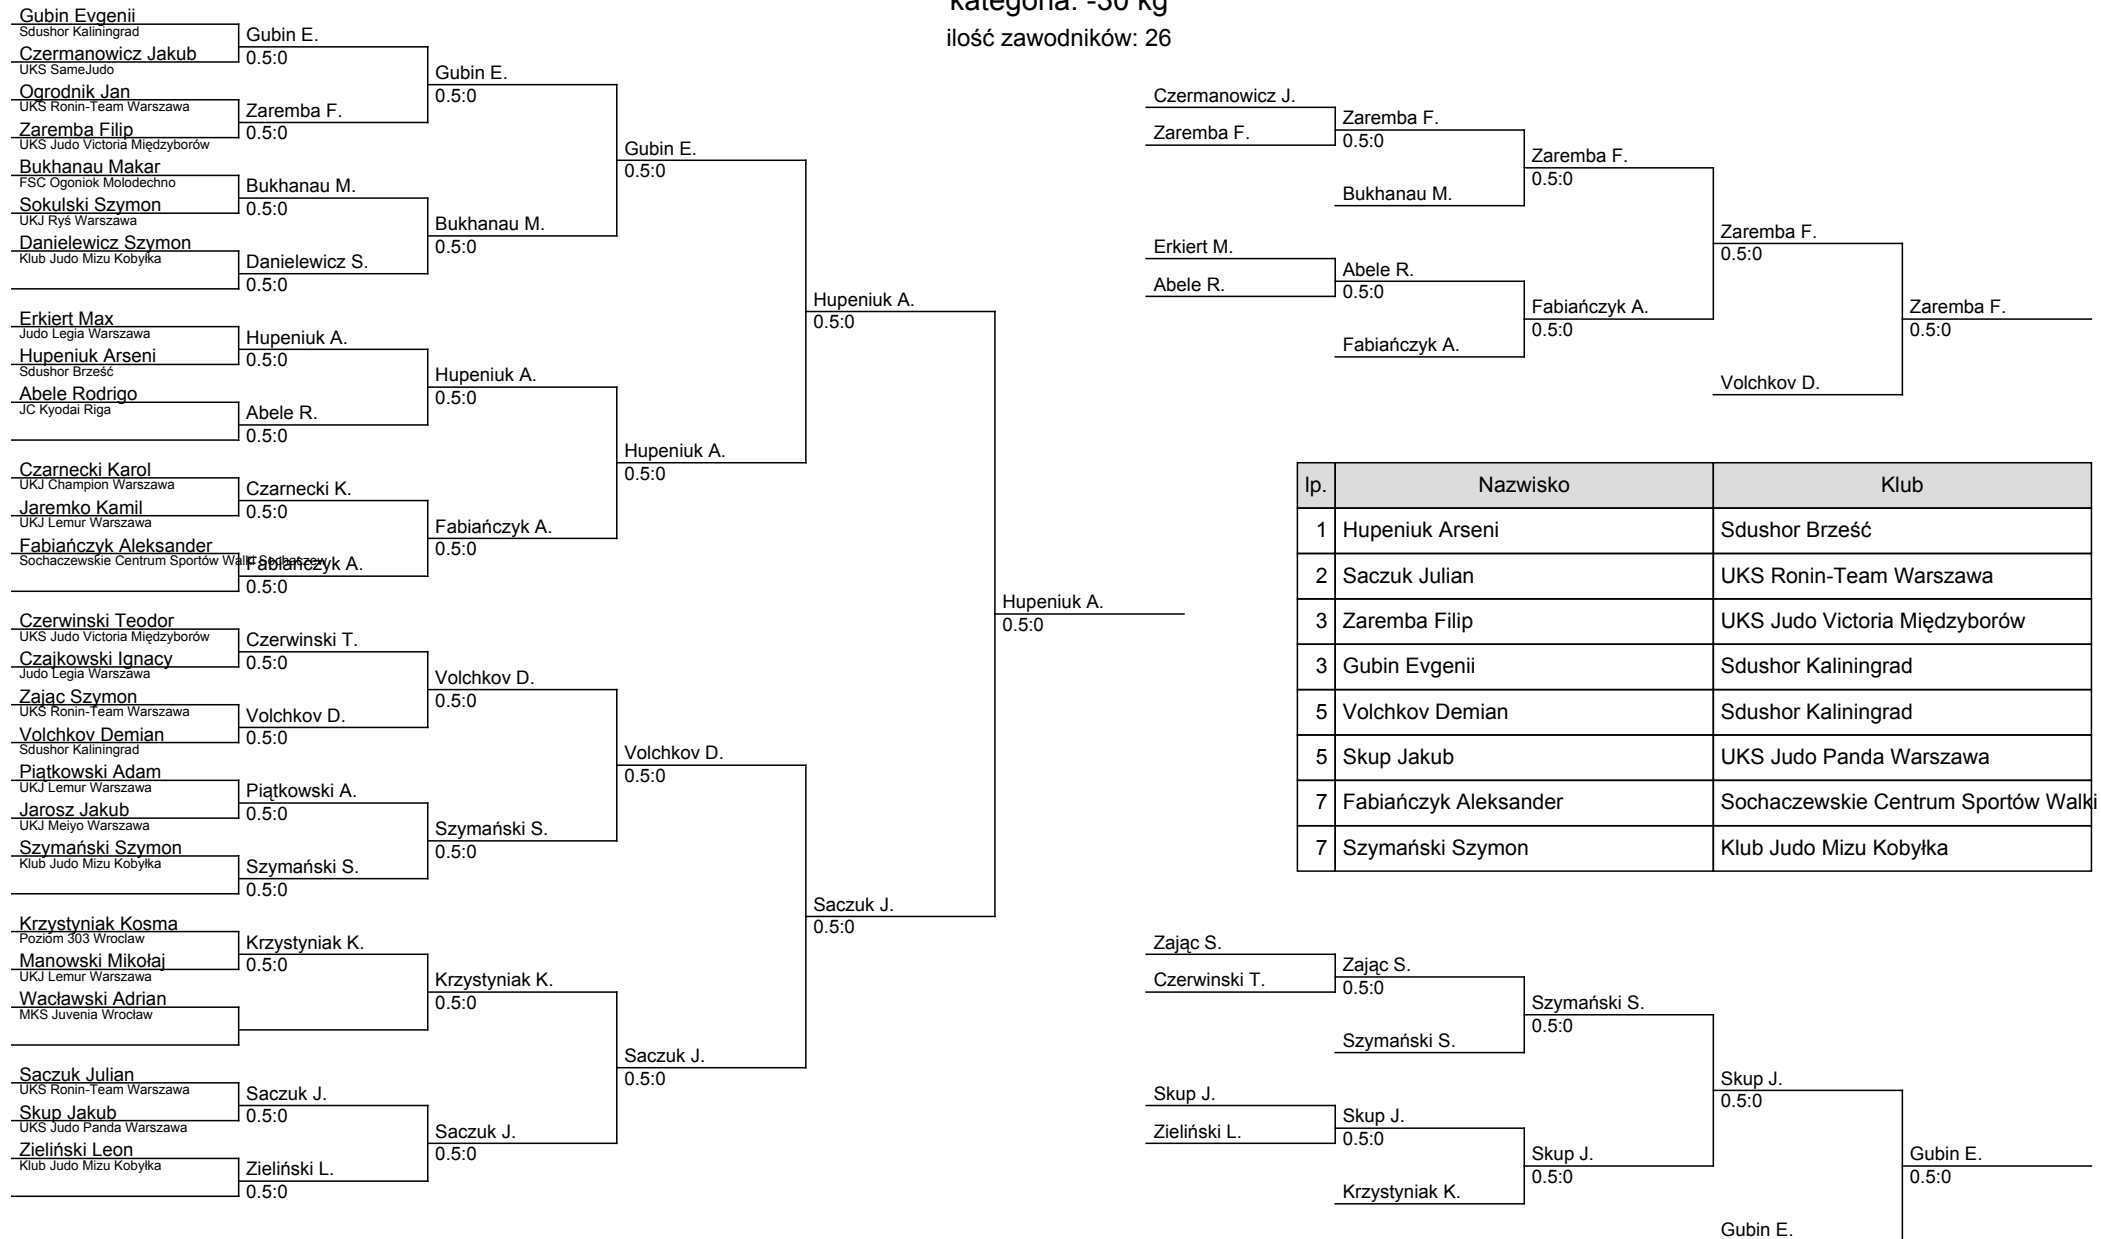 kategoria: -50 kg
ilość zawodników: 26
Gubin Evgenii
Sdushor Kaliningrad
Czermanowicz Jakub
UKS SameJudo
Ogrodnik Jan
UKS Ronin-Team Warszawa
Zaremba Filip
UKS Judo Victoria Międzyborów
Bukhanau Makar
FSC Ogoniok Molodechno
Sokulski Szymon
UKJ Ryś Warszawa
Danielewicz Szymon
Klub Judo Mizu Kobyłka
Erkiert Max
Judo Legia Warszawa
Hupeniuk Arseni
Sdushor Brześć
Abele Rodrigo
JC Kyodai Riga
Czarnecki Karol
UKJ Champion Warszawa
Jaremko Kamil
UKJ Lemur Warszawa
Fabiańczyk Aleksander
Sochaczewskie Centrum Sportów Walki Sochaczew
Czerwinski Teodor
UKS Judo Victoria Międzyborów
Czajkowski Ignacy
Judo Legia Warszawa
Zając Szymon
UKS Ronin-Team Warszawa
Volchkov Demian
Sdushor Kaliningrad
Piątkowski Adam
UKJ Lemur Warszawa
Jarosz Jakub
UKJ Meiyo Warszawa
Szymański Szymon
Klub Judo Mizu Kobyłka
Krzystyniak Kosma
Poziom 303 Wroclaw
Manowski Mikołaj
UKJ Lemur Warszawa
Wacławski Adrian
MKS Juvenia Wrocław
Saczuk Julian
UKS Ronin-Team Warszawa
Skup Jakub
UKS Judo Panda Warszawa
Zieliński Leon
Klub Judo Mizu Kobyłka
Gubin E.
0.5:0
Zaremba F.
0.5:0
Bukhanau M.
0.5:0
Danielewicz S.
0.5:0
Hupeniuk A.
0.5:0
Abele R.
0.5:0
Czarnecki K.
0.5:0
Fabiańczyk A.
0.5:0
Czerwinski T.
0.5:0
Volchkov D.
0.5:0
Piątkowski A.
0.5:0
Szymański S.
0.5:0
Krzystyniak K.
0.5:0
Saczuk J.
0.5:0
Zieliński L.
0.5:0
Gubin E.
0.5:0
Bukhanau M.
0.5:0
Hupeniuk A.
0.5:0
Fabiańczyk A.
0.5:0
Volchkov D.
0.5:0
Szymański S.
0.5:0
Krzystyniak K.
0.5:0
Saczuk J.
0.5:0
Gubin E.
0.5:0
Hupeniuk A.
0.5:0
Volchkov D.
0.5:0
Saczuk J.
0.5:0
Hupeniuk A.
0.5:0
Saczuk J.
0.5:0
Hupeniuk A.
0.5:0
Czermanowicz J.
Zaremba F.
Erkiert M.
Abele R.
Zaremba F.
0.5:0
Bukhanau M.
Abele R.
0.5:0
Fabiańczyk A.
Zaremba F.
0.5:0
Fabiańczyk A.
0.5:0
Zaremba F.
0.5:0
Volchkov D.
Zaremba F.
0.5:0
lp. Nazwisko Klub
1 Hupeniuk Arseni Sdushor Brześć
2 Saczuk Julian UKS Ronin-Team Warszawa
3 Zaremba Filip UKS Judo Victoria Międzyborów
3 Gubin Evgenii Sdushor Kaliningrad
5 Volchkov Demian Sdushor Kaliningrad
5 Skup Jakub UKS Judo Panda Warszawa
7 Fabiańczyk Aleksander Sochaczewskie Centrum Sportów Walki
7 Szymański Szymon Klub Judo Mizu Kobyłka
Zając S.
Czerwinski T.
Skup J.
Zieliński L.
Zając S.
0.5:0
Szymański S.
Skup J.
0.5:0
Krzystyniak K.
Szymański S.
0.5:0
Skup J.
0.5:0
Skup J.
0.5:0
Gubin E.
Gubin E.
0.5:0